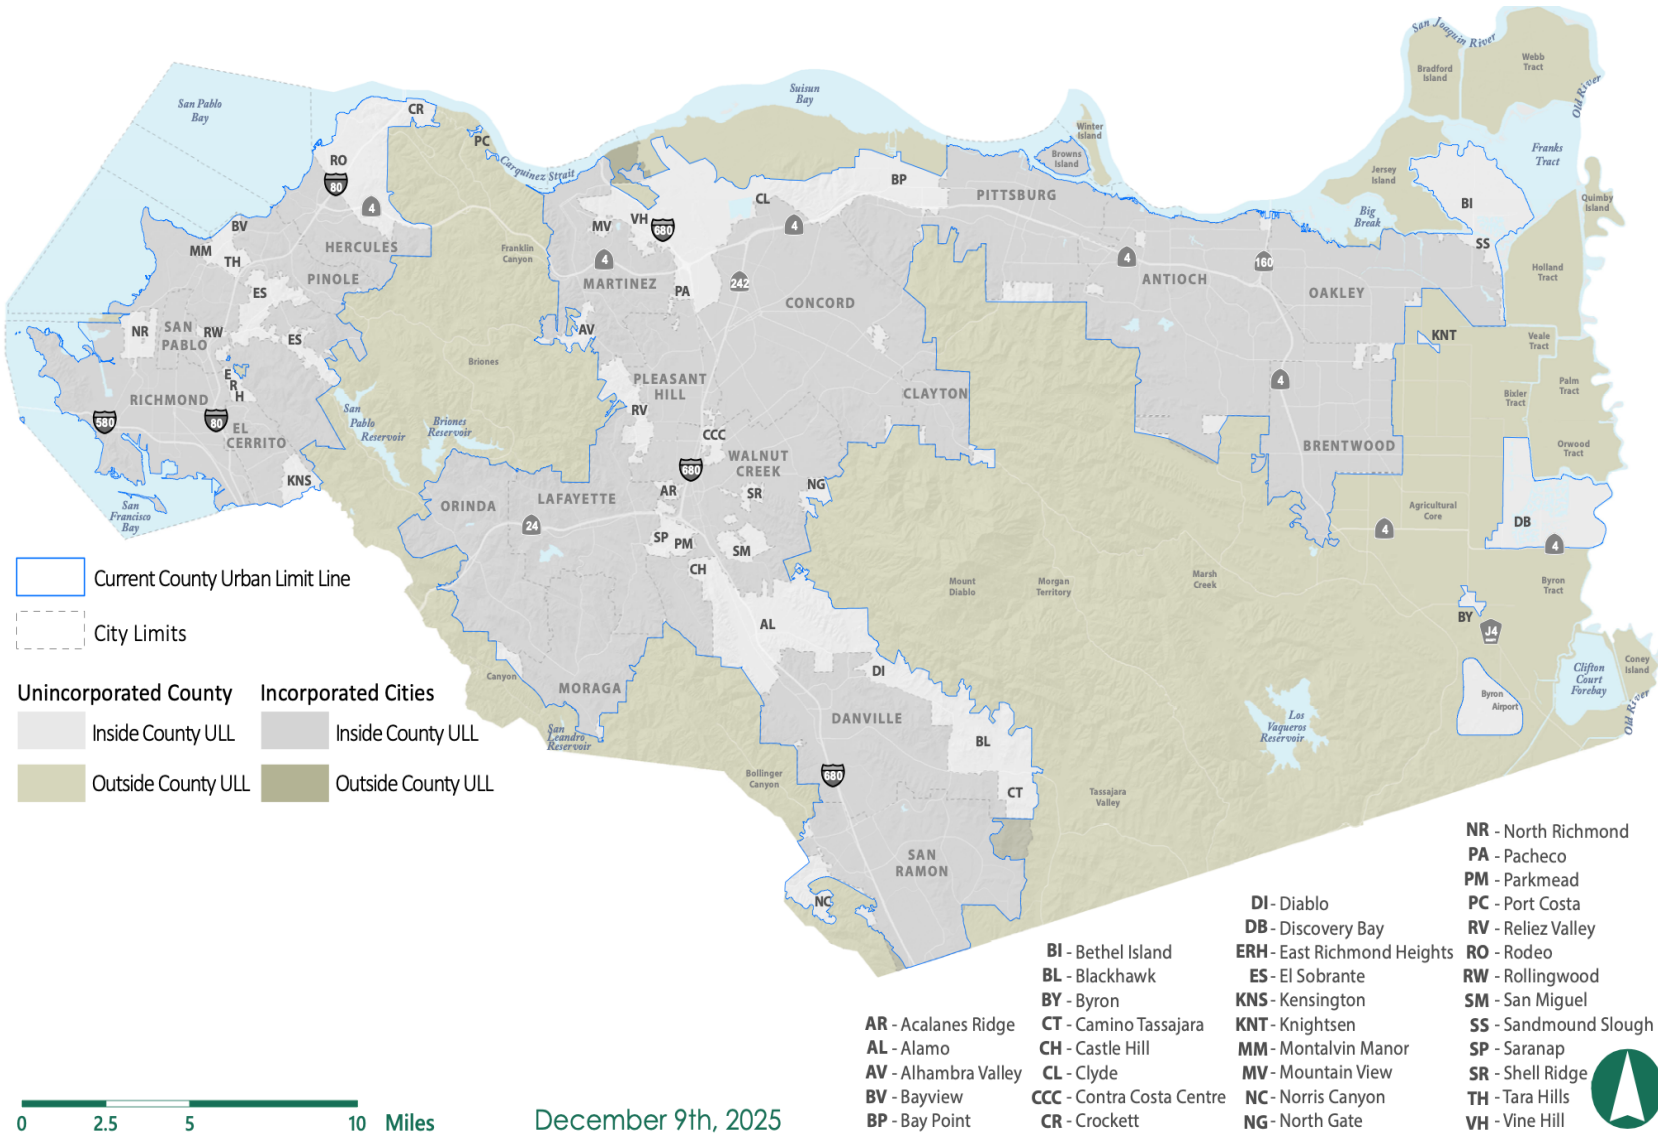 San Joaquin River
Webb
Tract
Bradford
Island
Old River
Suisun
Bay
San Pablo
Bay
CR
Winter
Island
PC
Franks
Tract
RO
Browns
Island
Carquinez Strait
Jersey
Island
80
BP
PITTSBURG
CL
Quimby
Island
BI
4
VH
MV
680
4
Big
Break
BV
HERCULES
SS
MM
TH
Franklin
Canyon
4
4
160
Holland
Tract
PINOLE
MARTINEZ
242
ANTIOCH
ES
PA
CONCORD
OAKLEY
NR
SAN
PABLO
RW
ES
AV
KNT
Veale
Tract
Briones
E
R
H
PLEASANT
HILL
4
Palm
Tract
RICHMOND
CLAYTON
Bixler
Tract
580
80
EL
CERRITO
San
Pablo
Reservoir
Briones
Reservoir
RV
CCC
BRENTWOOD
Orwood
Tract
WALNUT
CREEK
680
KNS
NG
AR
SR
ORINDA
LAFAYETTE
San
Francisco
Bay
24
Agricultural
Core
DB
4
4
SP
PM
SM
CH
Mount
Diablo
Morgan
Territory
Marsh
Creek
Byron
Tract
Current County Urban Limit Line
BY
AL
City Limits
J4
Clifton
Court
Forebay
Coney
Island
Canyon
DI
Unincorporated County
Incorporated Cities
MORAGA
Byron
Airport
Old River
DANVILLE
Los
Vaqueros
Reservoir
Inside County ULL
Inside County ULL
San
Leandro
Reservoir
BL
Outside County ULL
Outside County ULL
Bollinger
Canyon
680
CT
Tassajara
Valley
SAN
RAMON
NC
NR - North Richmond
PA - Pacheco
PM - Parkmead
DI - Diablo
PC - Port Costa
DB - Discovery Bay
RV - Reliez Valley
BI - Bethel Island
ERH - East Richmond Heights
RO - Rodeo
BL - Blackhawk
ES - El Sobrante
RW - Rollingwood
BY - Byron
KNS - Kensington
SM - San Miguel
AR - Acalanes Ridge
CT - Camino Tassajara
KNT - Knightsen
SS - Sandmound Slough
AL - Alamo
CH - Castle Hill
MM - Montalvin Manor
SP - Saranap
AV - Alhambra Valley
CL - Clyde
MV - Mountain View
SR - Shell Ridge
BV - Bayview
CCC - Contra Costa Centre
NC - Norris Canyon
TH - Tara Hills
BP - Bay Point
CR - Crockett
NG - North Gate
VH - Vine Hill
0 2.5 5 10 Miles
December 9th, 2025